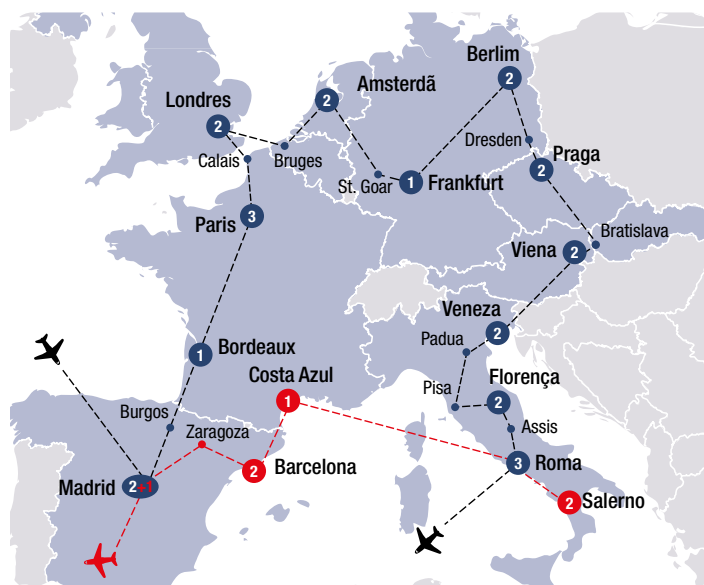 Berlim
2
Amsterdã
2
Londres
2
Dresden
Calais
Bruges
Praga
2
St. Goar
1
Frankfurt
Paris
3
Bratislava
Viena
2
Veneza
2
Padua
Bordeaux
1
Costa Azul
1
Florença
2
Pisa
Burgos
Zaragoza
Assis
Roma
3
Barcelona
2
Madrid
2+1
Salerno
2